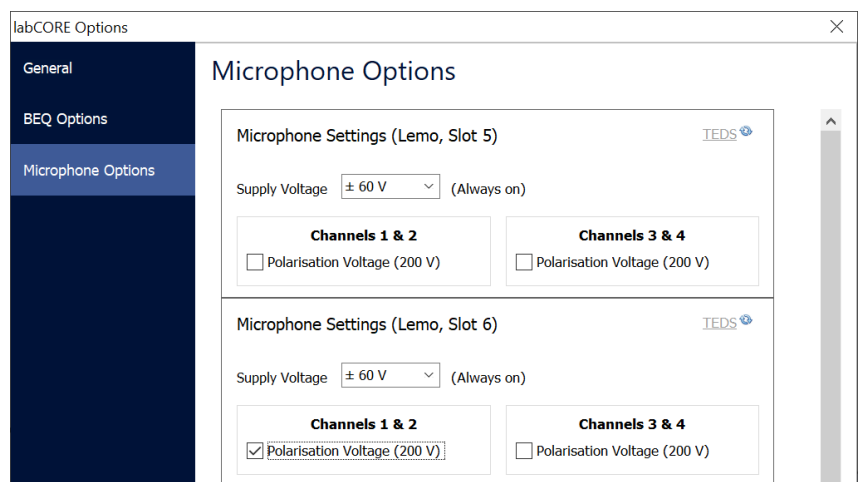 labCORE Options
General
BEQ Options
Microphone Options
Microphone Options
Microphone Settings (Lemo, Slot 5)
TEDS
Supply Voltage ± 60 V (Always on)
Channels 1 & 2
Polarisation Voltage (200 V)
Channels 3 & 4
Polarisation Voltage (200 V)
Microphone Settings (Lemo, Slot 6)
TEDS
Supply Voltage ± 60 V (Always on)
Channels 1 & 2
Polarisation Voltage (200 V)
Channels 3 & 4
Polarisation Voltage (200 V)